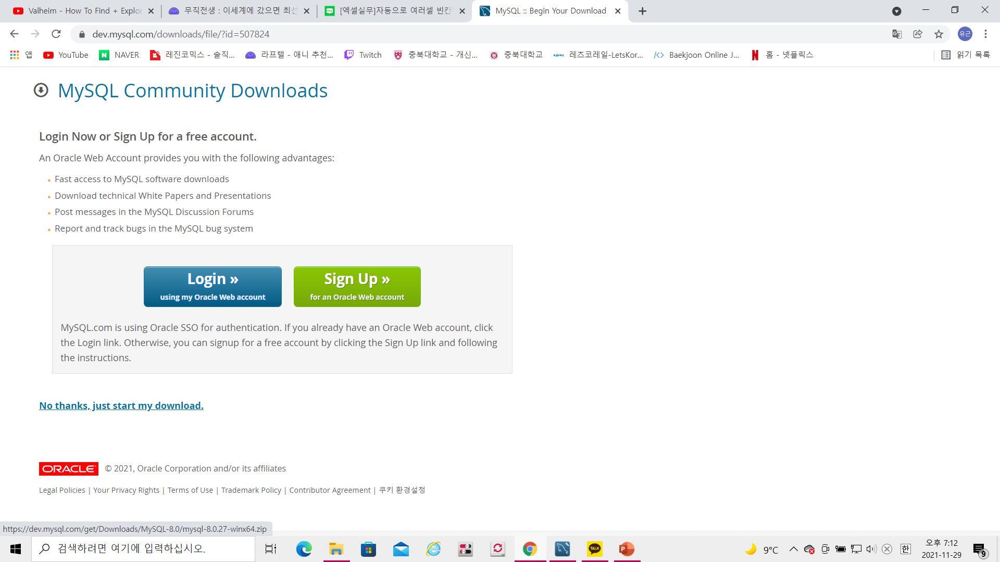 Valheim - How To Find + Explor
무직전생 : 이세계에 갔으면 최선
[엑셀실무]자동으로 여러셀 빈칸
MySQL :: Begin Your Download
dev.mysql.com/downloads/file/?id=507824
유근
앱
YouTube
NAVER
레진코믹스 - 솔직...
라프텔 - 애니 추천...
Twitch
충북대학교 - 개신...
충북대학교
레츠코레일-LetsKor...
Baekjoon Online J...
홈 - 넷플릭스
읽기 목록
MySQL Community Downloads
Login Now or Sign Up for a free account.
An Oracle Web Account provides you with the following advantages:
Fast access to MySQL software downloads
Download technical White Papers and Presentations
Post messages in the MySQL Discussion Forums
Report and track bugs in the MySQL bug system
Login »
using my Oracle Web account
Sign Up »
for an Oracle Web account
MySQL.com is using Oracle SSO for authentication. If you already have an Oracle Web account, click
the Login link. Otherwise, you can signup for a free account by clicking the Sign Up link and following
the instructions.
No thanks, just start my download.
ORACLE © 2021, Oracle Corporation and/or its affiliates
Legal Policies | Your Privacy Rights | Terms of Use | Trademark Policy | Contributor Agreement | 쿠키 환경설정
https://dev.mysql.com/get/Downloads/MySQL-8.0/mysql-8.0.27-winx64.zip
검색하려면 여기에 입력하십시오.
TALK
9°C
한
오후 7:12
2021-11-29
9